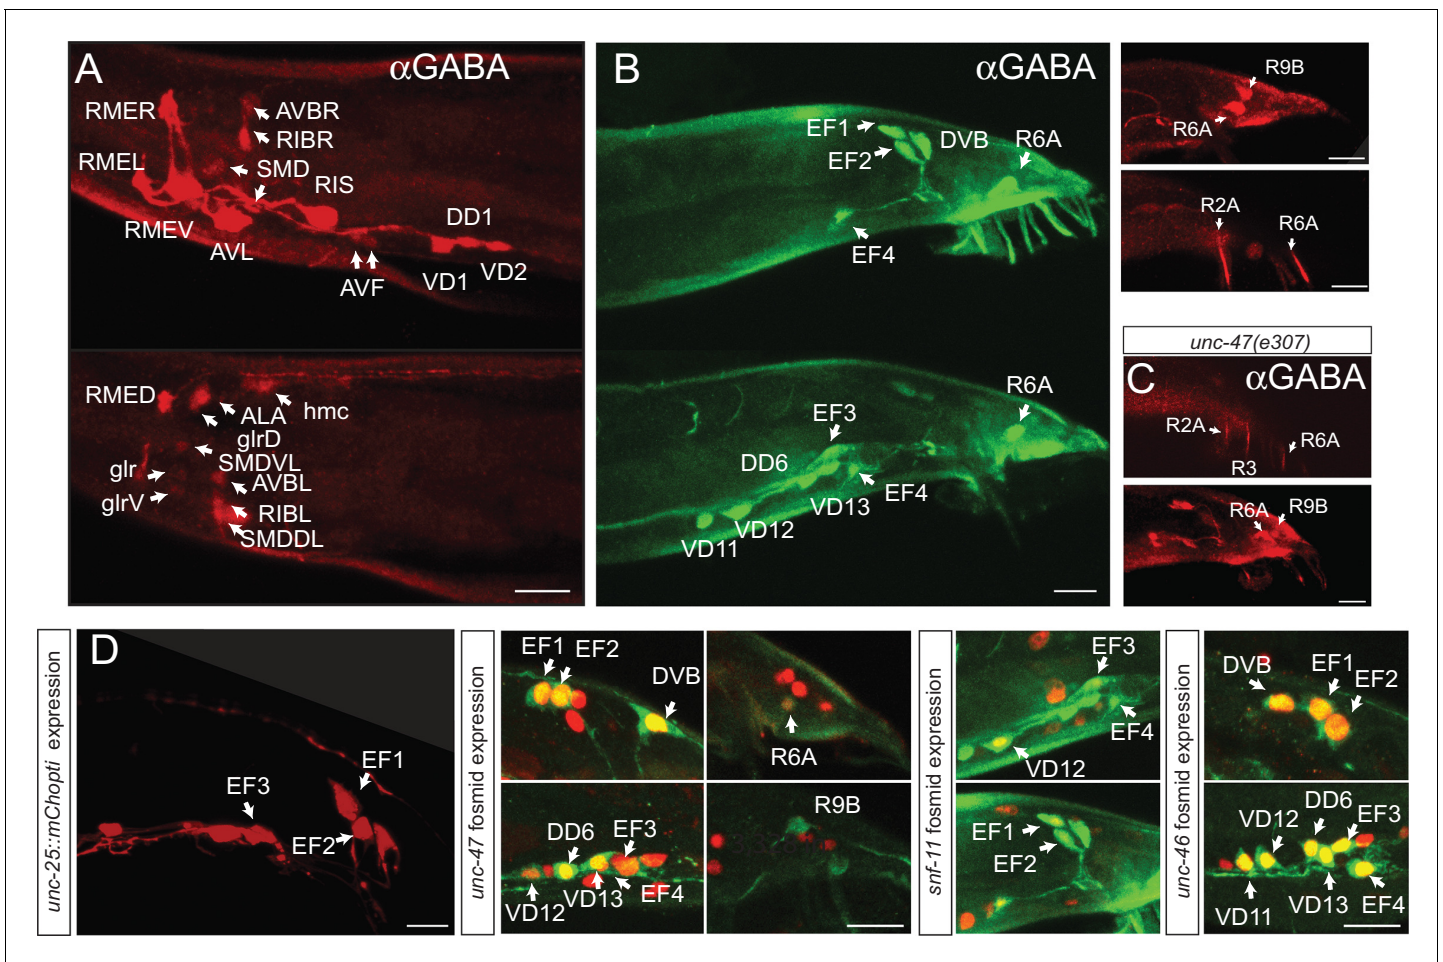 A
αGABA
RMER
AVBR
RIBR
RMEL
SMD
RIS
RMEV
DD1
AVL
VD2
VD1
AVF
RMED
hmc
ALA
glrD
SMDVL
glr
AVBL
glrV
RIBL
SMDDL
B
αGABA
EF1
DVB
R6A
EF2
EF4
R6A
EF3
DD6
EF4
VD13
VD12
VD11
R9B
R6A
R2A
R6A
unc-47(e307)
C
αGABA
R2A
R6A
R3
R6A
R9B
unc-25::mChopti expression
D
EF1
EF3
EF2
unc-47 fosmid expression
EF1
EF2
DVB
R6A
DD6
EF3
VD12
VD13
EF4
R9B
snf-11 fosmid expression
EF3
EF4
VD12
EF1
EF2
unc-46 fosmid expression
DVB
EF1
EF2
DD6
EF3
VD12
VD11
VD13
EF4